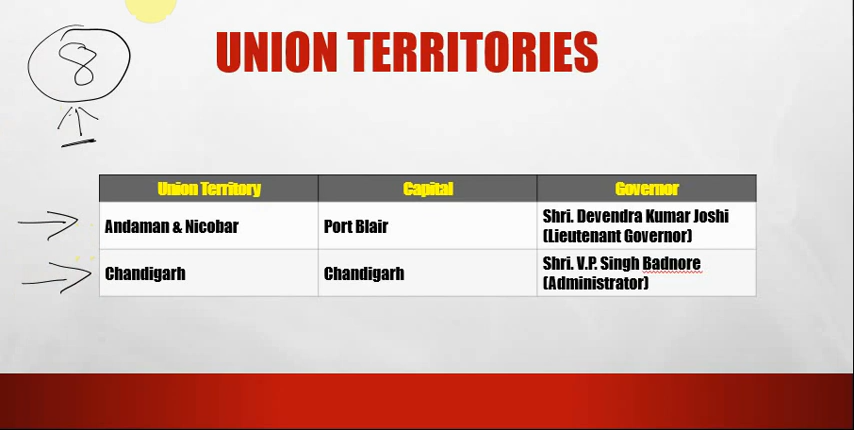 8
UNION TERRITORIES
Union Territory Capital Governor
Andaman & Nicobar Port Blair Shri. Devendra Kumar Joshi
(Lieutenant Governor)
Chandigarh Chandigarh Shri. V.P. Singh Badnore
(Administrator)